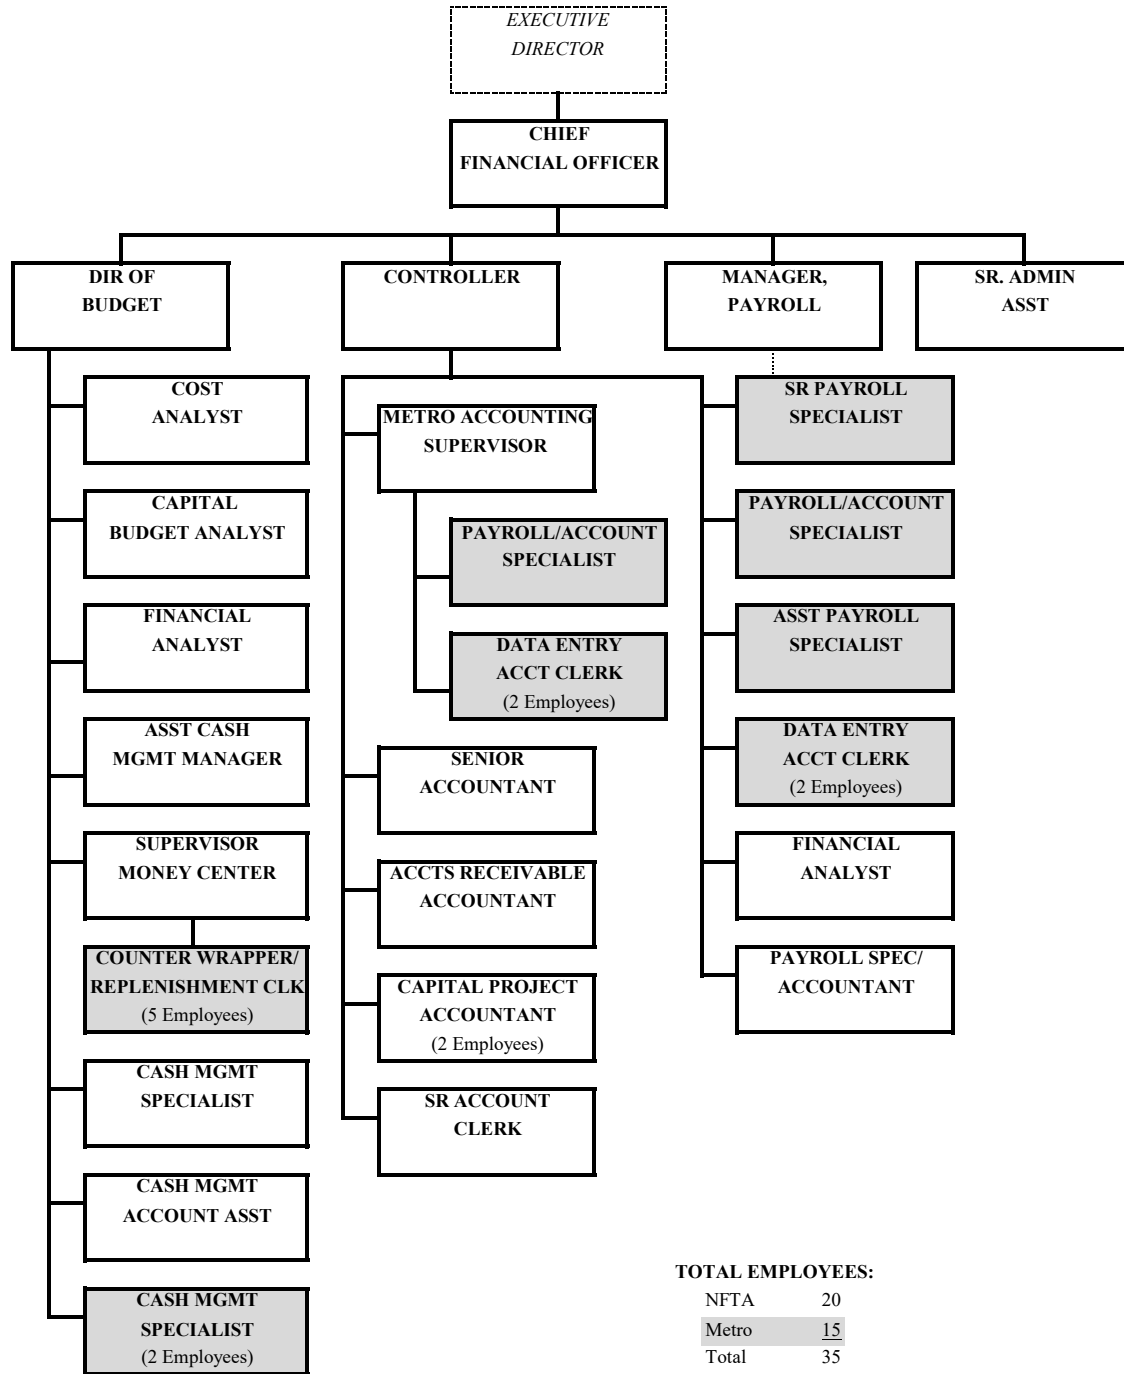 EXECUTIVE
DIRECTOR
CHIEF
FINANCIAL OFFICER
DIR OF
BUDGET
CONTROLLER
MANAGER,
PAYROLL
SR. ADMIN
ASST
COST
ANALYST
CAPITAL
BUDGET ANALYST
FINANCIAL
ANALYST
ASST CASH
MGMT MANAGER
SUPERVISOR
MONEY CENTER
COUNTER WRAPPER/
REPLENISHMENT CLK
(5 Employees)
CASH MGMT
SPECIALIST
CASH MGMT
ACCOUNT ASST
CASH MGMT
SPECIALIST
(2 Employees)
METRO ACCOUNTING
SUPERVISOR
PAYROLL/ACCOUNT
SPECIALIST
DATA ENTRY
ACCT CLERK
(2 Employees)
SENIOR
ACCOUNTANT
ACCTS RECEIVABLE
ACCOUNTANT
CAPITAL PROJECT
ACCOUNTANT
(2 Employees)
SR ACCOUNT
CLERK
SR PAYROLL
SPECIALIST
PAYROLL/ACCOUNT
SPECIALIST
ASST PAYROLL
SPECIALIST
DATA ENTRY
ACCT CLERK
(2 Employees)
FINANCIAL
ANALYST
PAYROLL SPEC/
ACCOUNTANT
TOTAL EMPLOYEES:
NFTA 20
Metro 15
Total 35